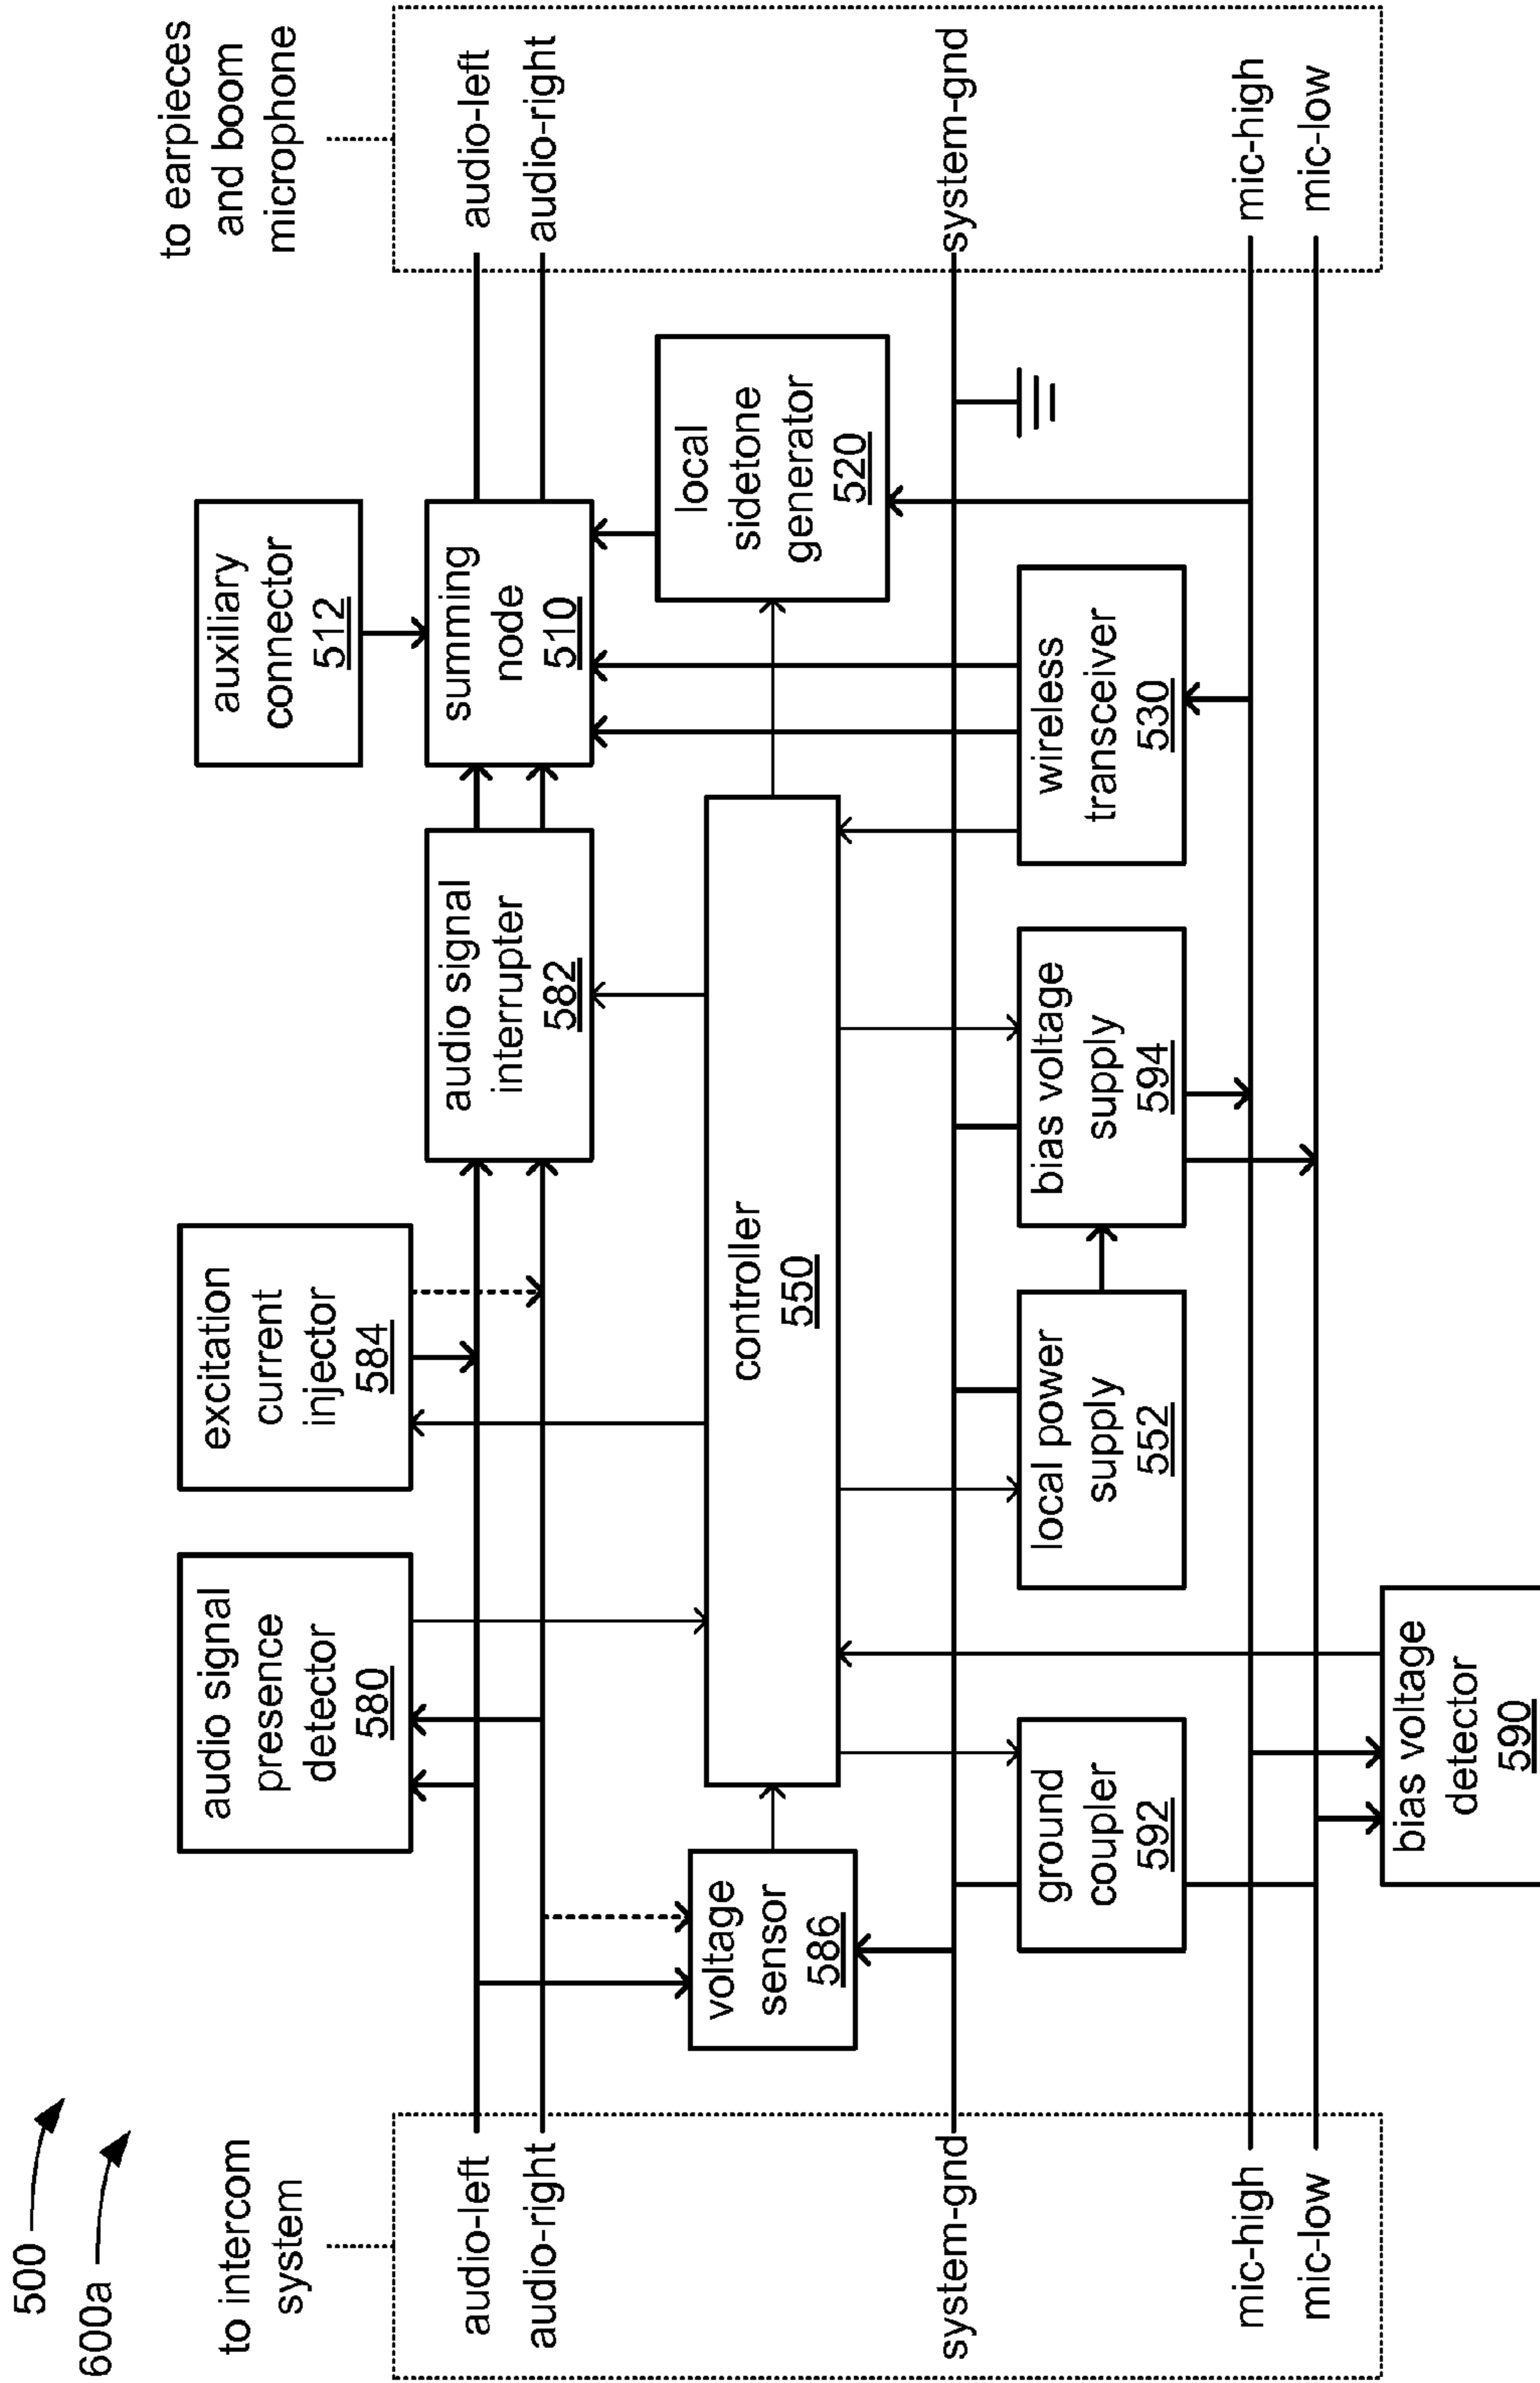 500
600a
to intercom
system
audio-left
audio-right
system-gnd
mic-high
mic-low
audio signal
presence
detector
580
excitation
current
injector
584
auxiliary
connector
512
audio signal
interrupter
582
summing
node
510
voltage
sensor
586
controller
550
local
sidetone
generator
520
ground
coupler
592
local power
supply
552
bias voltage
supply
594
wireless
transceiver
530
bias voltage
detector
590
to earpieces
and boom
microphone
audio-left
audio-right
system-gnd
mic-high
mic-low